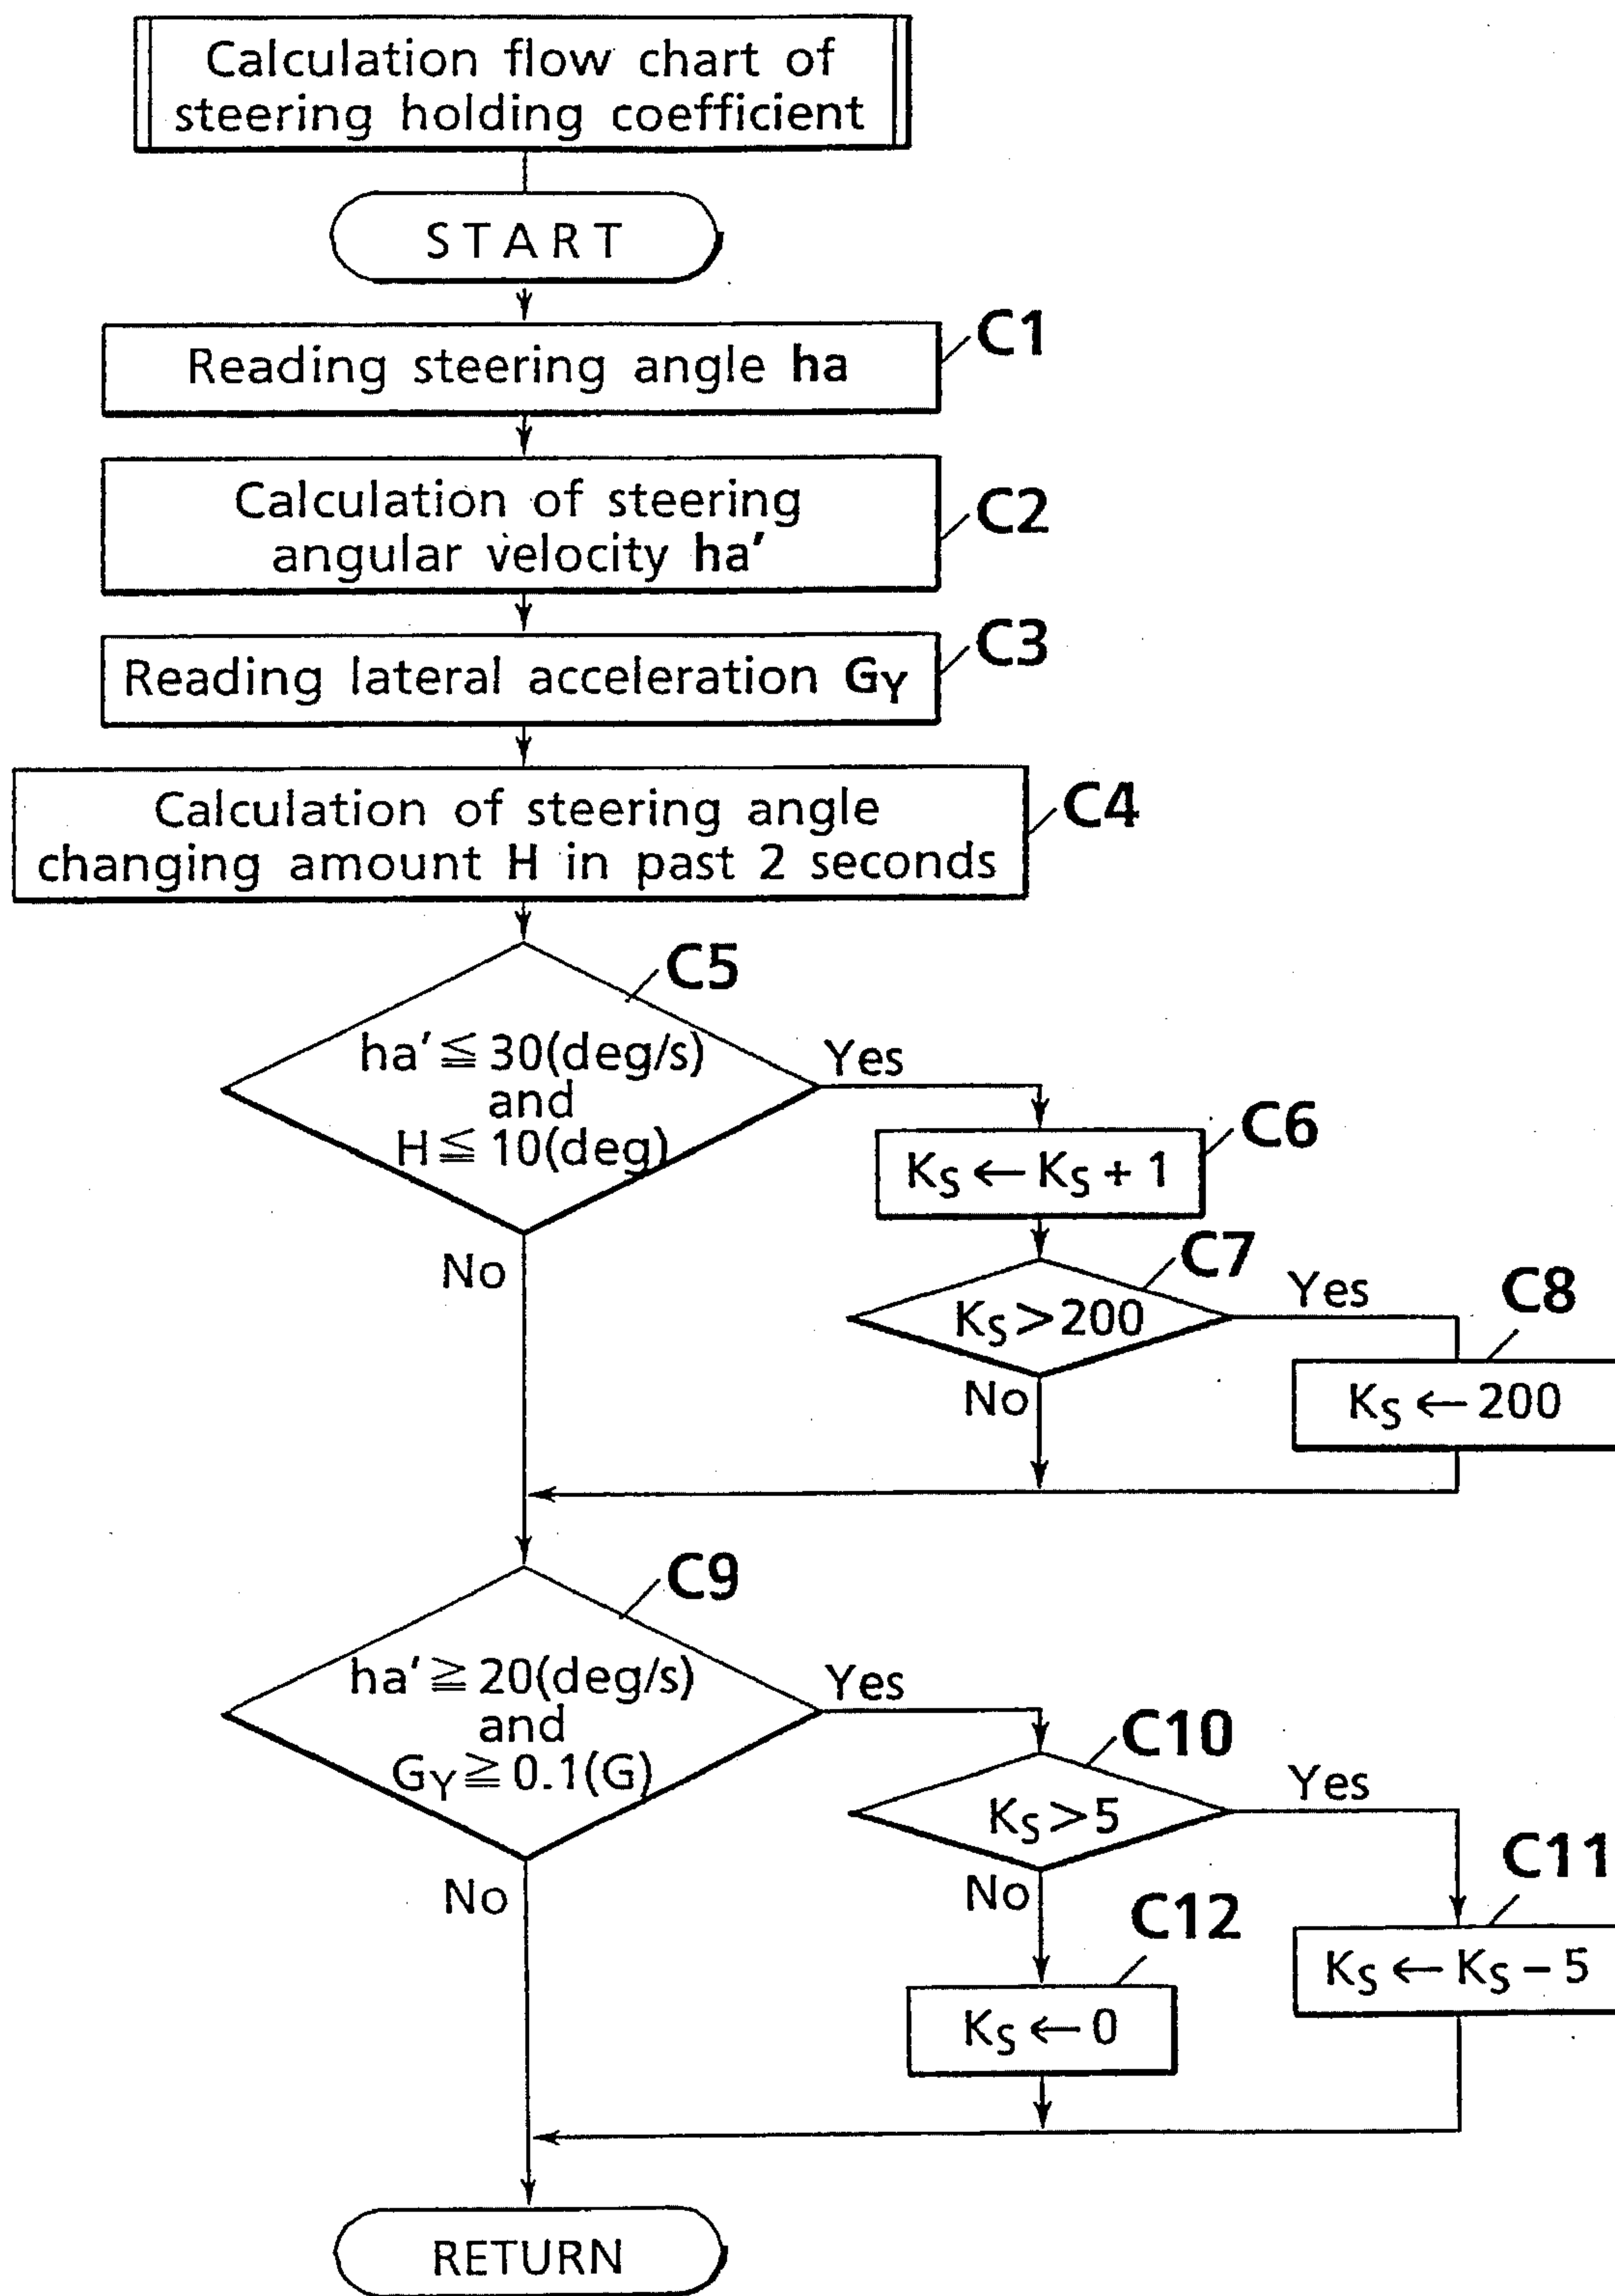 Calculation flow chart of
steering holding coefficient
START
Reading steering angle ha
C1
Calculation of steering
angular velocity ha'
C2
Reading lateral acceleration GY
C3
Calculation of steering angle
changing amount H in past 2 seconds
C4
C5
ha' ≦ 30(deg/s)
and
H ≦ 10(deg)
Yes
No
C6
KS ← KS + 1
C7
KS > 200
Yes
No
C8
KS ← 200
C9
ha' ≧ 20(deg/s)
and
GY ≧ 0.1(G)
Yes
No
C10
KS > 5
Yes
No
C11
KS ← KS − 5
C12
KS ← 0
RETURN